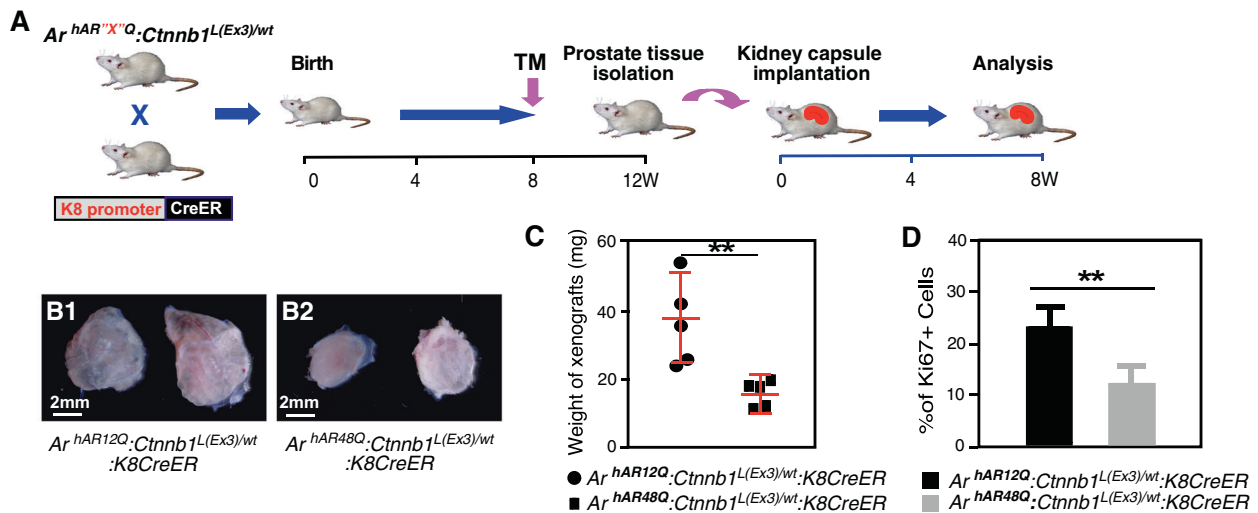 A
Ar hAR"X"Q:Ctnnb1L(Ex3)/wt
X
K8 promoter CreER
Birth
TM
Prostate tissue
isolation
Kidney capsule
implantation
Analysis
0 4 8 12W
0 4 8W
B1
2mm
B2
2mm
Ar hAR12Q:Ctnnb1L(Ex3)/wt
:K8CreER
Ar hAR48Q:Ctnnb1L(Ex3)/wt
:K8CreER
C
Weight of xenografts (mg)
60
40
20
0
**
Ar hAR12Q:Ctnnb1L(Ex3)/wt:K8CreER
Ar hAR48Q:Ctnnb1L(Ex3)/wt:K8CreER
D
%of Ki67+ Cells
40
30
20
10
0
**
Ar hAR12Q:Ctnnb1L(Ex3)/wt:K8CreER
Ar hAR48Q:Ctnnb1L(Ex3)/wt:K8CreER